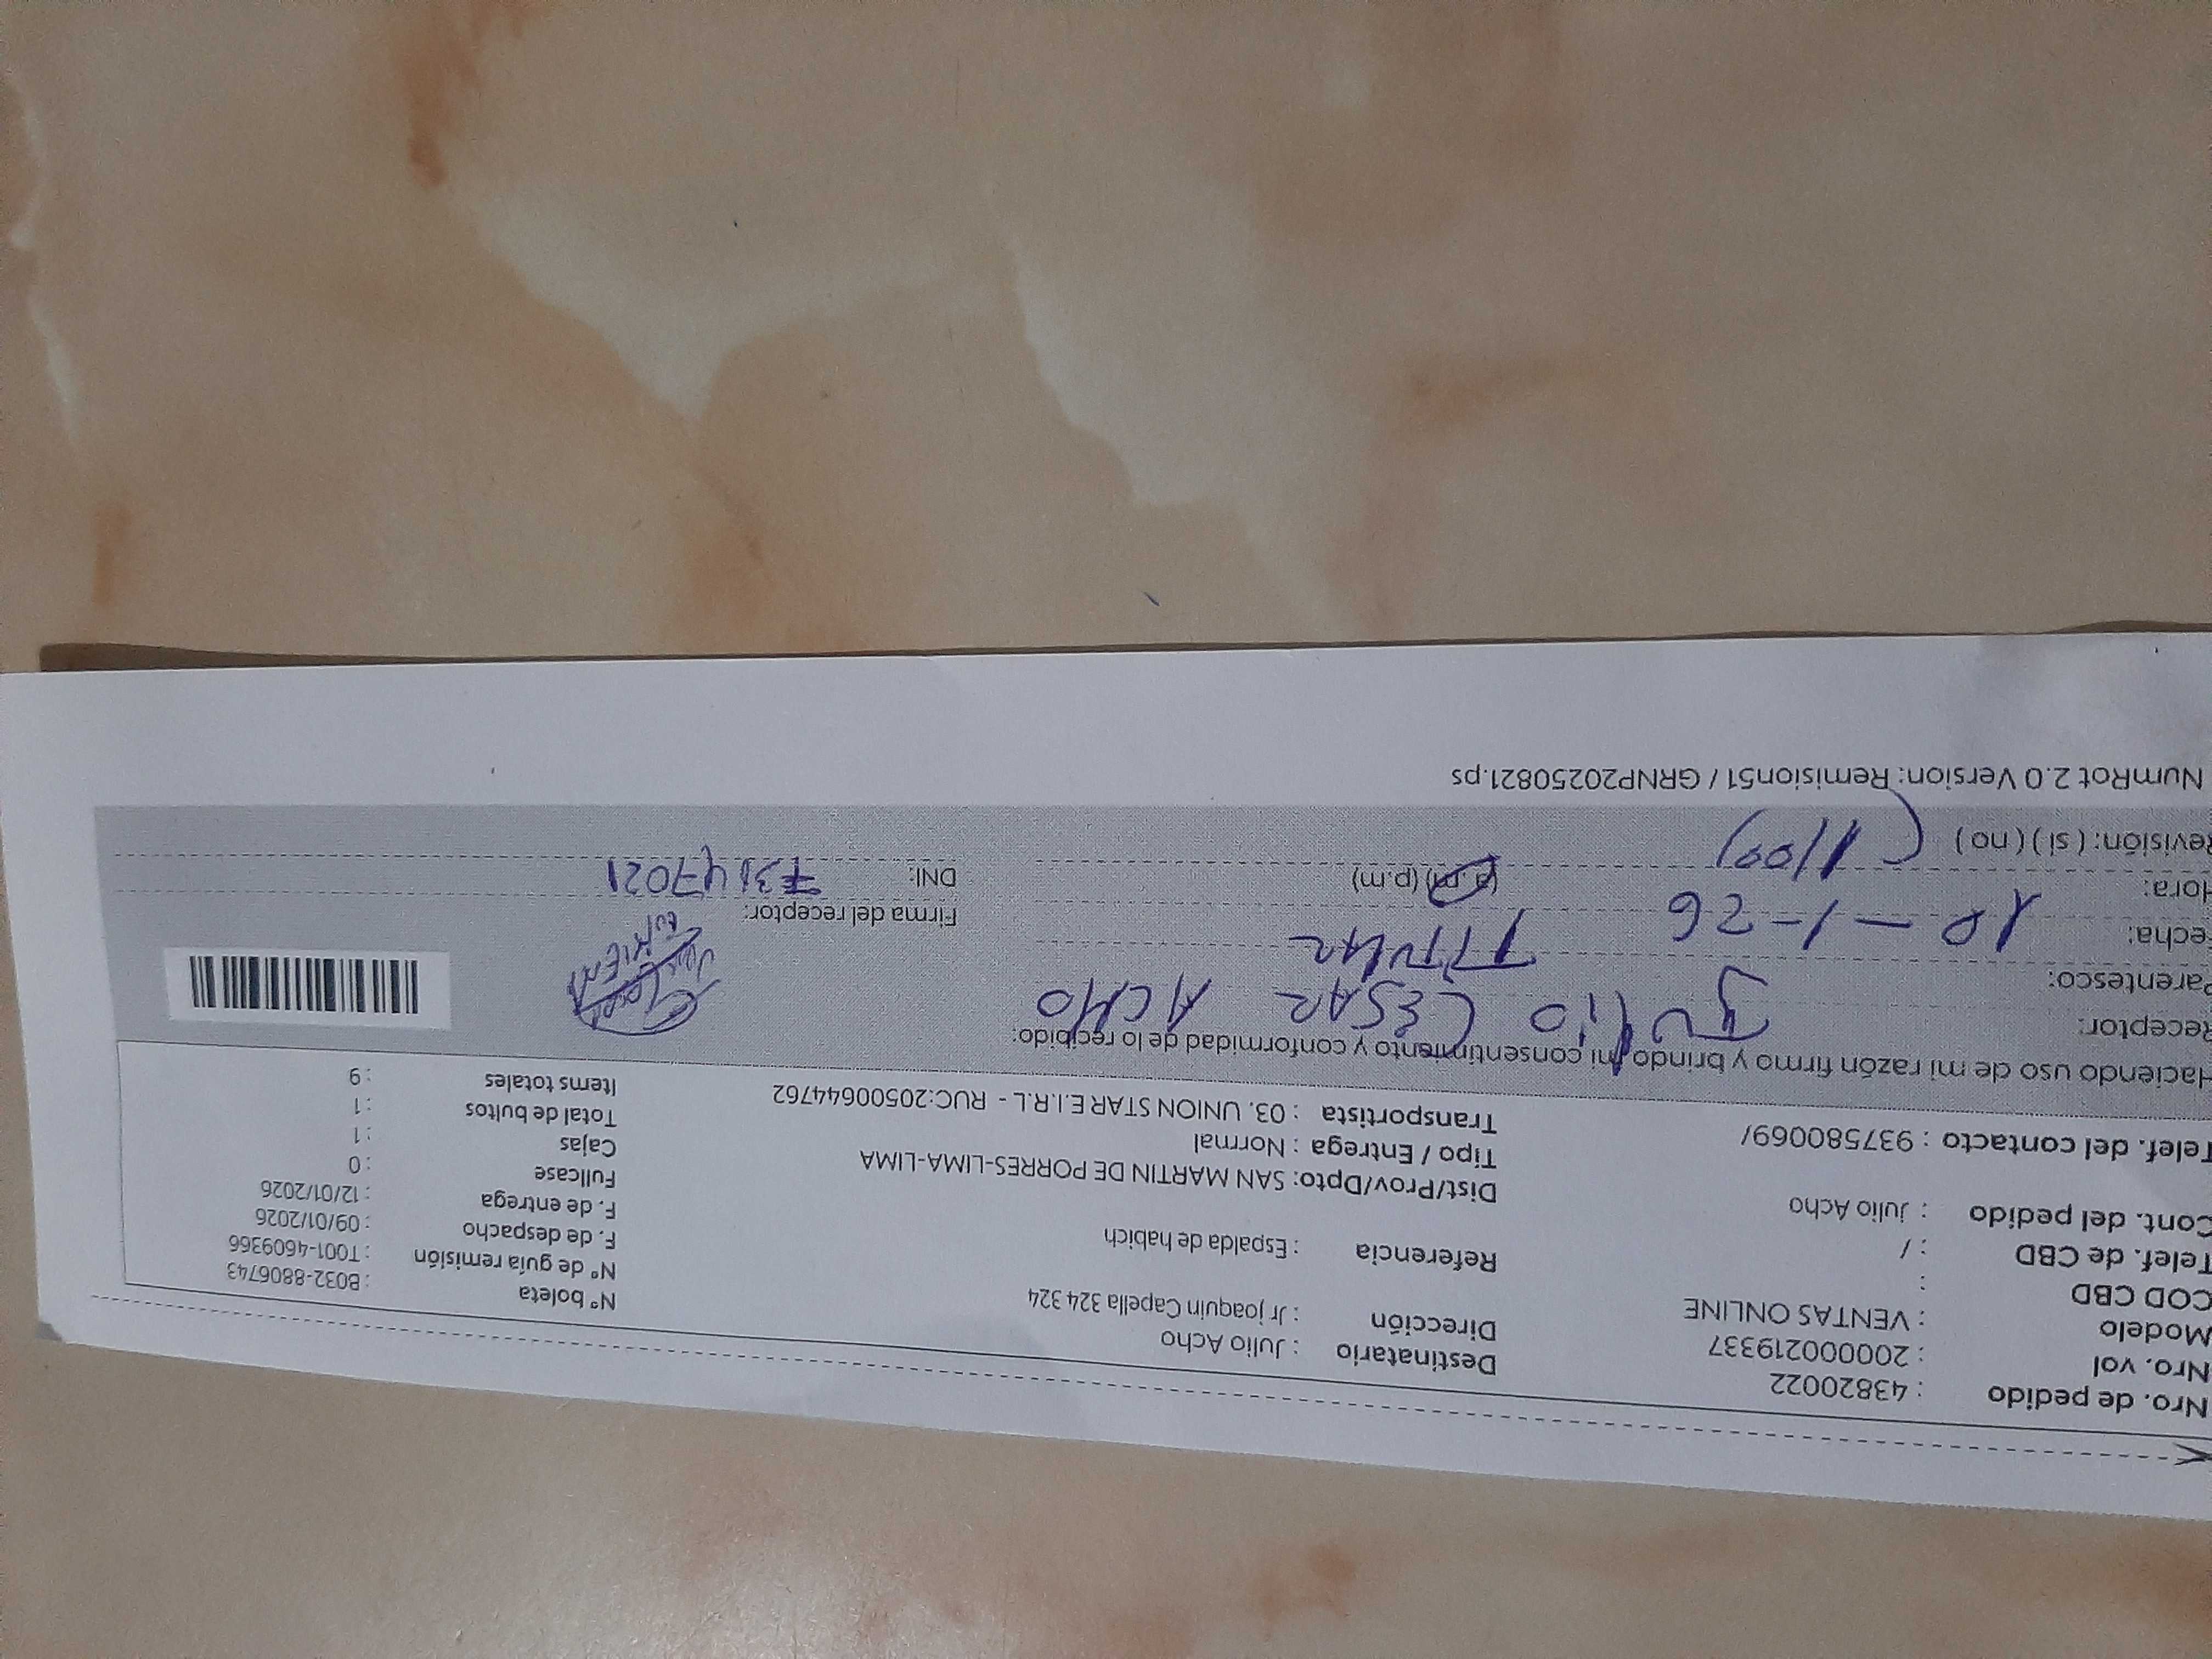 Nro. de pedido : 43820022
Nro. vol : 20000219337
Modelo : VENTAS ONLINE
COD CBD :
Telef. de CBD : /
Cont. del pedido : Julio Acho
Telef. del contacto : 937580069/
Destinatario : Julio Acho
Dirección : Jr joaquin Capella 324 324
Referencia : Espalda de habich
Dist/Prov/Dpto: SAN MARTIN DE PORRES-LIMA-LIMA
Tipo / Entrega : Normal
Transportista : 03. UNION STAR E.I.R.L - RUC:20500644762
N° boleta : B032-8806743
N° de guía remisión : T001-4609366
F. de despacho : 09/01/2026
F. de entrega : 12/01/2026
Fullcase : 0
Cajas : 1
Total de bultos : 1
Ítems totales : 9
Haciendo uso de mi razón firmo y brindo mi consentimiento y conformidad de lo recibido:
Receptor: JULIO CESAR ACHO
Parentesco: TITULAR
Fecha: 10-1-26
Hora: (a.m) (p.m)
Revisión: ( si ) ( no )
Firma del receptor:
DNI: 73147021
NumRot 2.0 Version: Remision51 / GRNP20250821.ps